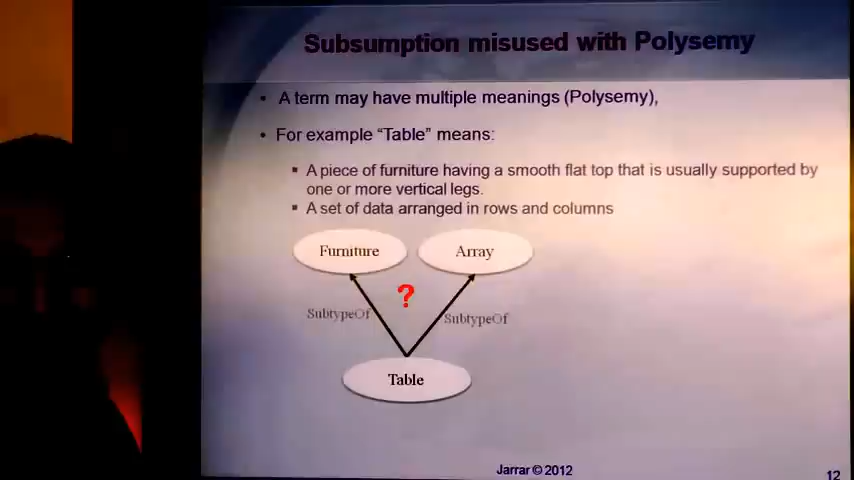 Subsumption misused with Polysemy
• A term may have multiple meanings (Polysemy),
• For example “Table” means:
▪ A piece of furniture having a smooth flat top that is usually supported by
one or more vertical legs.
▪ A set of data arranged in rows and columns
Furniture
Array
?
SubtypeOf
SubtypeOf
Table
Jarrar © 2012
12